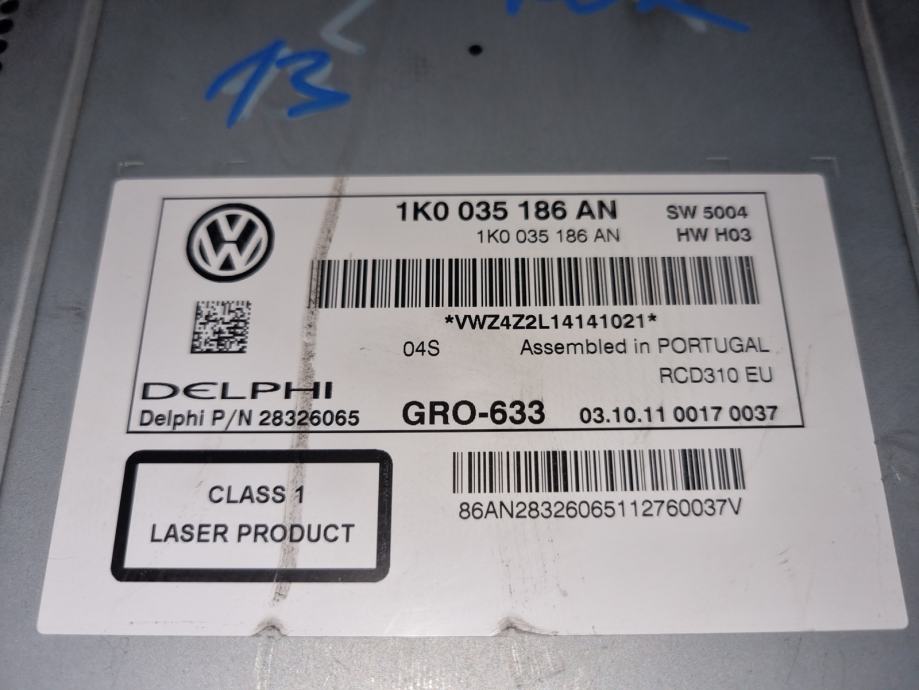 13
1K0 035 186 AN SW 5004
1K0 035 186 AN HW H03
*VWZ4Z2L14141021*
04S Assembled in PORTUGAL
RCD310 EU
DELPHI
Delphi P/N 28326065 GRO-633 03.10.11 0017 0037
CLASS 1
LASER PRODUCT
86AN28326065112760037V